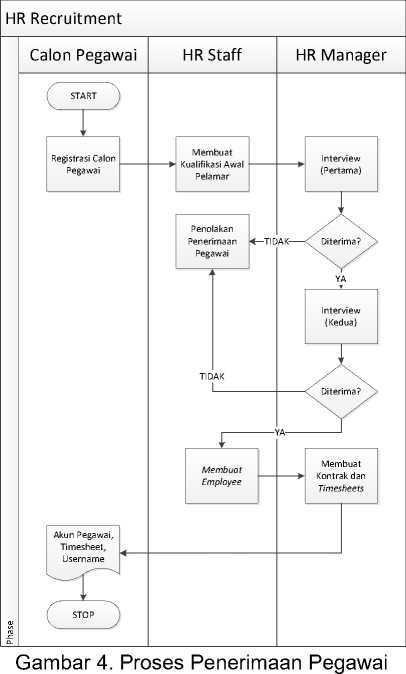 HR Recruitment
Calon Pegawai
HR Staff
HR Manager
START
Registrasi Calon
Pegawai
Membuat
Kualifikasi Awal
Pelamar
Interview
(Pertama)
Penolakan
Penerimaan
Pegawai
TIDAK
Diterima?
YA
Interview
(Kedua)
TIDAK
Diterima?
YA
Membuat
Employee
Membuat
Kontrak dan
Timesheets
Akun Pegawai,
Timesheet,
Username
STOP
Phase
Gambar 4. Proses Penerimaan Pegawai